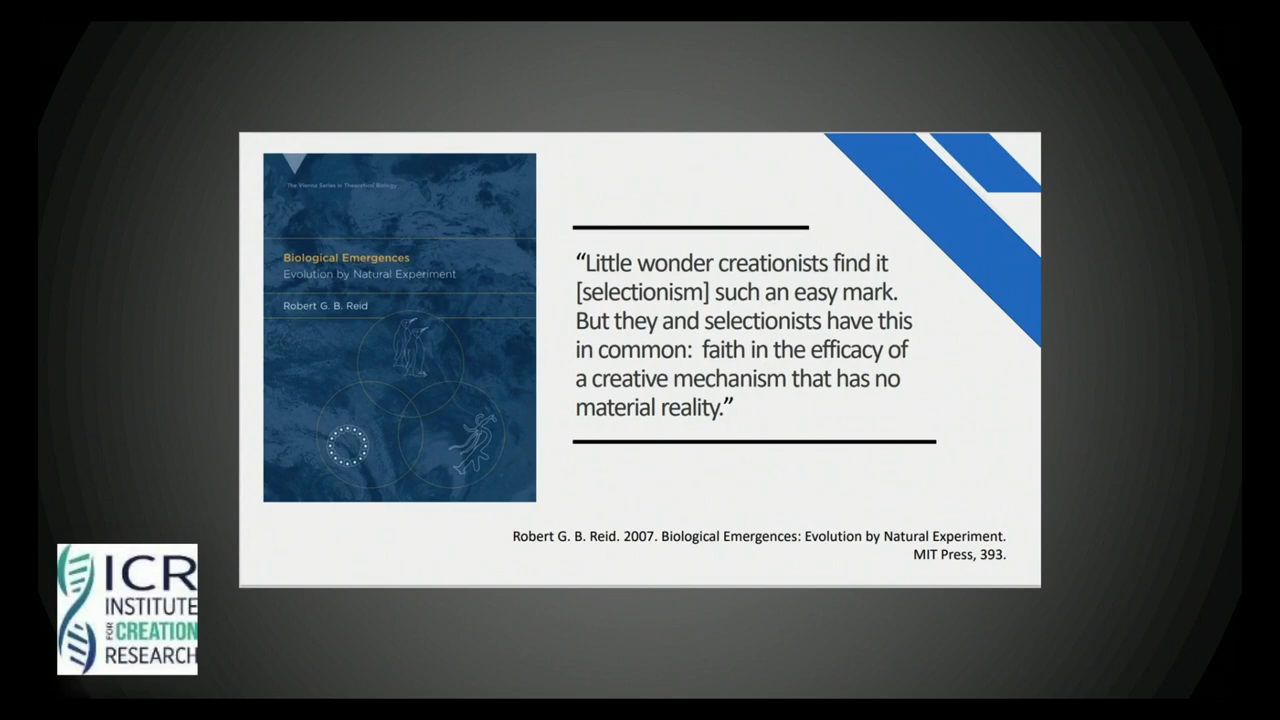 The Vienna Series in Theoretical Biology
Biological Emergences
Evolution by Natural Experiment
Robert G. B. Reid
“Little wonder creationists find it
[selectionism] such an easy mark.
But they and selectionists have this
in common:  faith in the efficacy of
a creative mechanism that has no
material reality.”
Robert G. B. Reid. 2007. Biological Emergences: Evolution by Natural Experiment.
MIT Press, 393.
ICR
INSTITUTE
FOR CREATION
RESEARCH